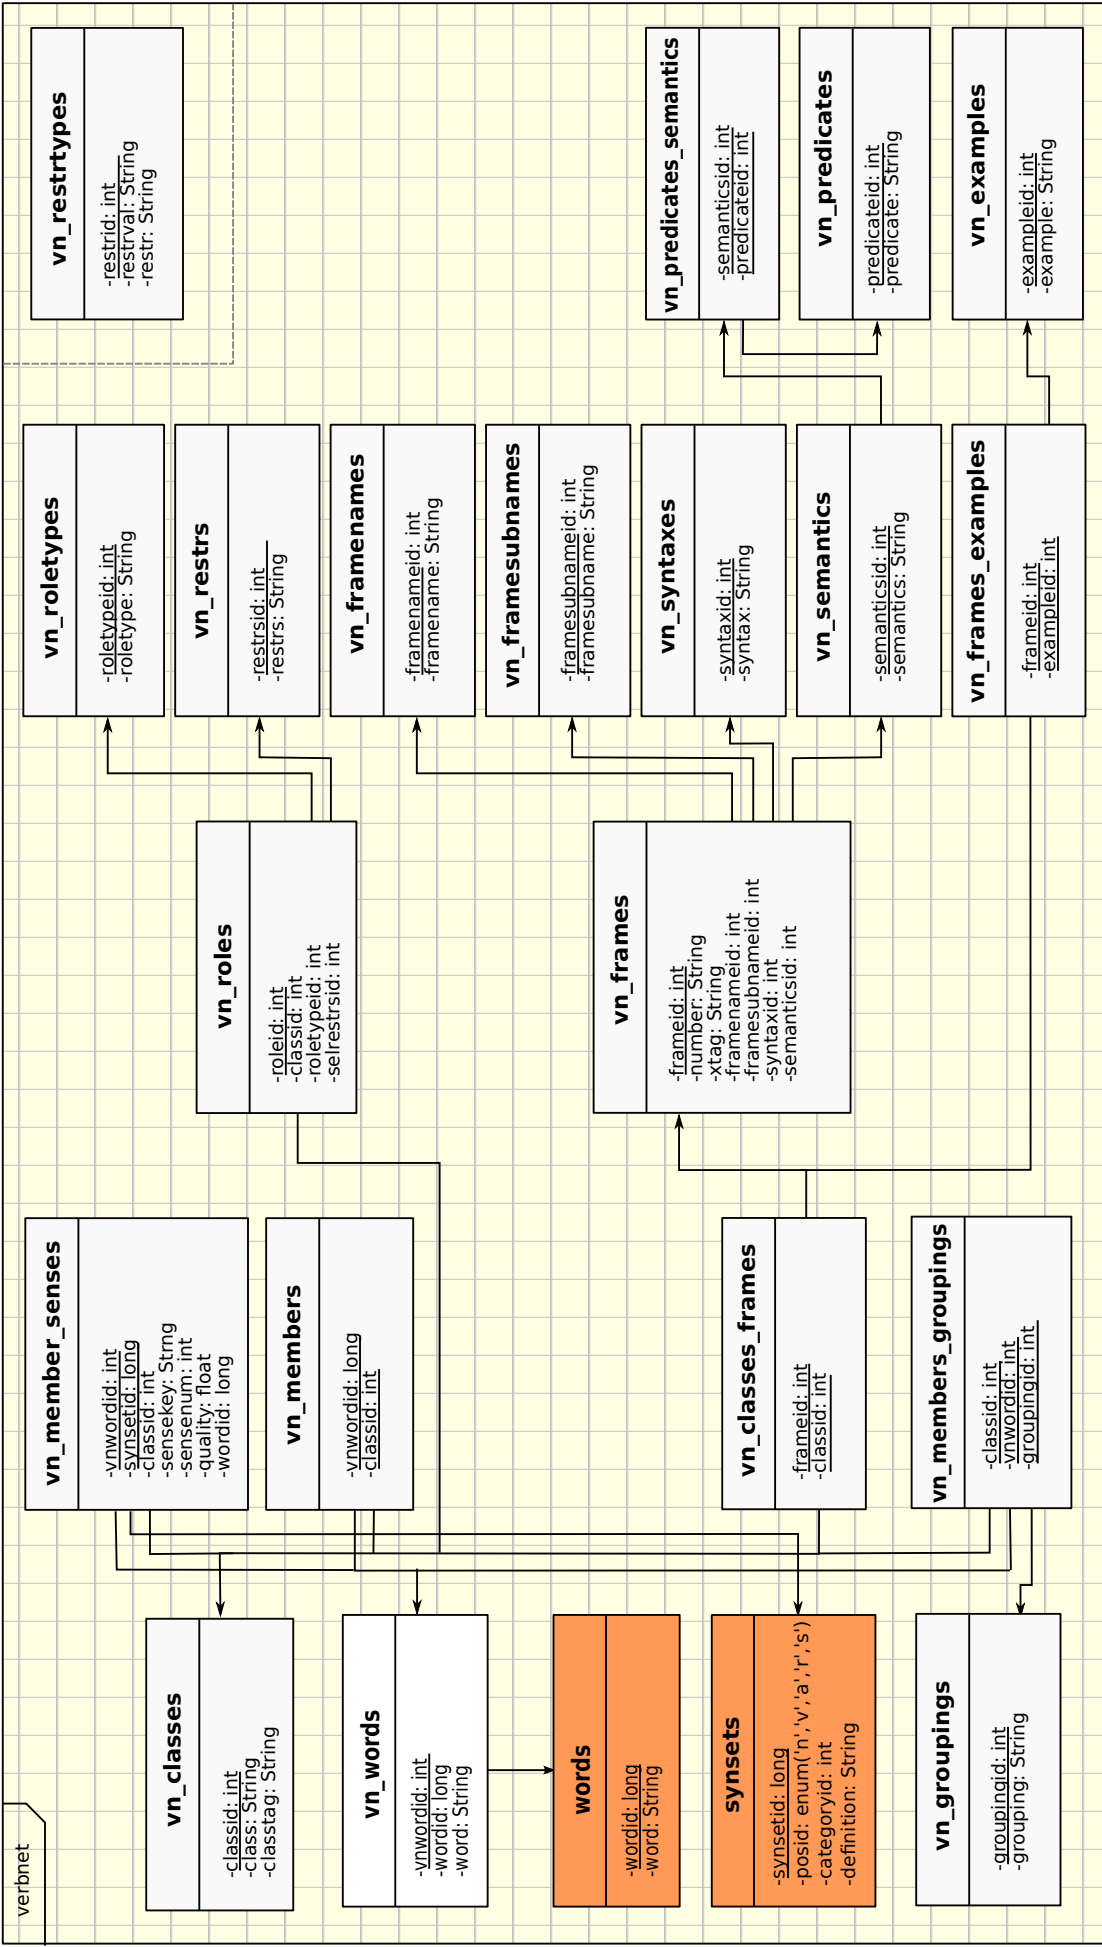 verbnet
vn_classes
-classid: int
-class: String
-classtag: String
vn_words
-vnwordid: int
-wordid: long
-word: String
words
-wordid: long
-word: String
synsets
-synsetid: long
-posid: enum('n','v','a','r','s')
-categoryid: int
-definition: String
vn_groupings
-groupingid: int
-grouping: String
vn_member_senses
-vnwordid: int
-synsetid: long
-classid: int
-sensekey: Strng
-sensenum: int
-quality: float
-wordid: long
vn_members
-vnwordid: long
-classid: int
vn_classes_frames
-frameid: int
-classid: int
vn_members_groupings
-classid: int
-vnwordid: int
-groupingid: int
vn_roles
-roleid: int
-classid: int
-roletypeid: int
-selrestrsid: int
vn_frames
-frameid: int
-number: String
-xtag: String
-framenameid: int
-framesubnameid: int
-syntaxid: int
-semanticsid: int
vn_roletypes
-roletypeid: int
-roletype: String
vn_restrs
-restrsid: int
-restrs: String
vn_framenames
-framenameid: int
-framename: String
vn_framesubnames
-framesubnameid: int
-framesubname: String
vn_syntaxes
-syntaxid: int
-syntax: String
vn_semantics
-semanticsid: int
-semantics: String
vn_frames_examples
-frameid: int
-exampleid: int
vn_restrtypes
-restrid: int
-restrval: String
-restr: String
vn_predicates_semantics
-semanticsid: int
-predicateid: int
vn_predicates
-predicateid: int
-predicate: String
vn_examples
-exampleid: int
-example: String